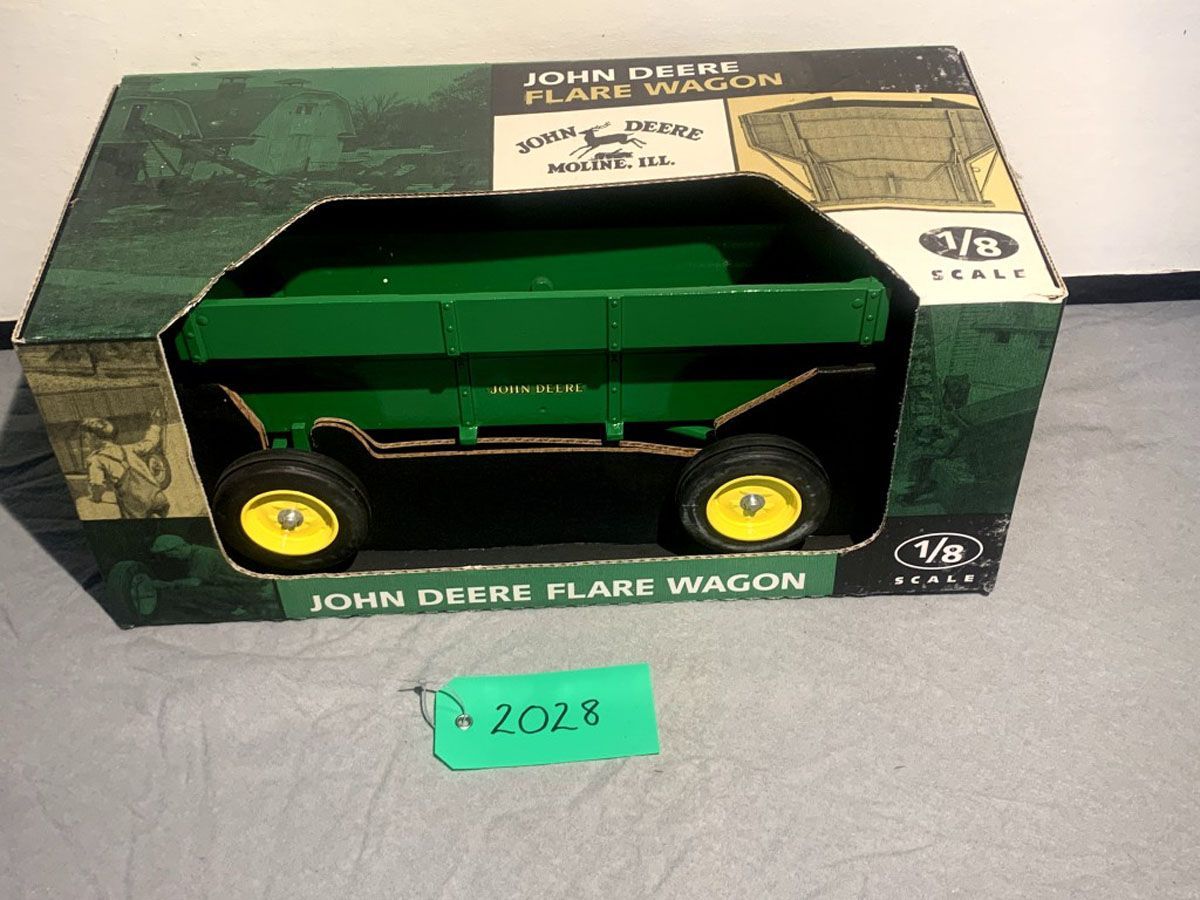 JOHN DEERE
FLARE WAGON
JOHN DEERE
MOLINE, ILL.
1/8
SCALE
JOHN DEERE
1/8
SCALE
JOHN DEERE FLARE WAGON
2028